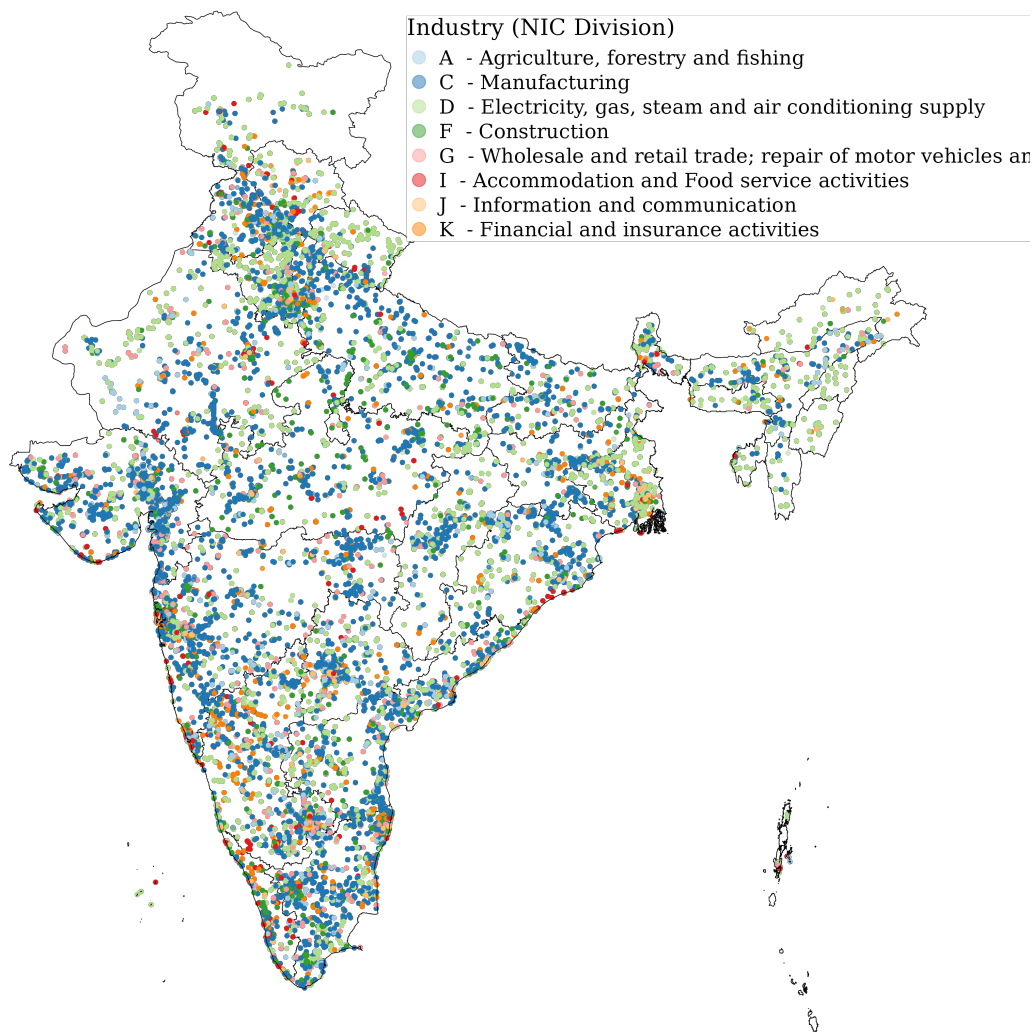 Industry (NIC Division)
A - Agriculture, forestry and fishing
C - Manufacturing
D - Electricity, gas, steam and air conditioning supply
F - Construction
G - Wholesale and retail trade; repair of motor vehicles an
I - Accommodation and Food service activities
J - Information and communication
K - Financial and insurance activities